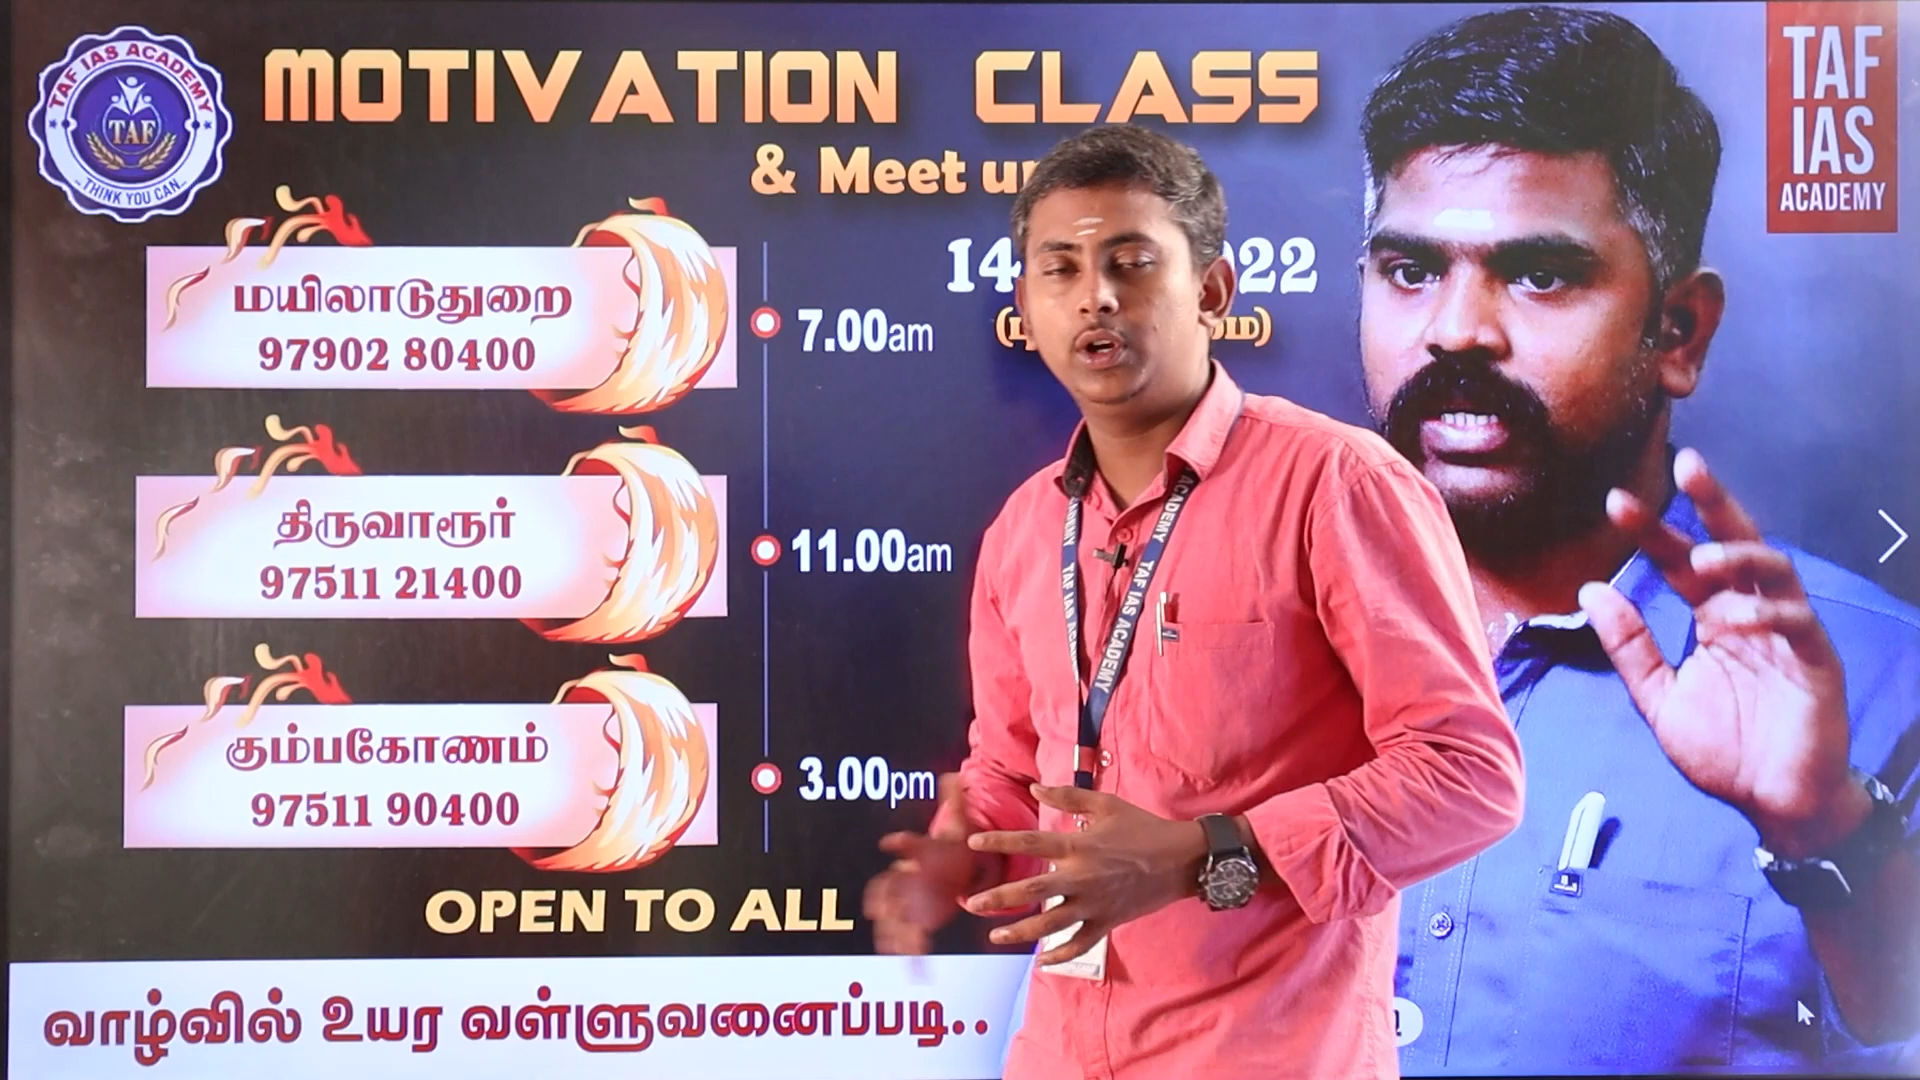 TAF IAS ACADEMY
TAF
...THINK YOU CAN...
MOTIVATION CLASS
& Meet
TAF
IAS
ACADEMY
மயிலாடுதுறை
97902 80400
7.00am
திருவாரூர்
97511 21400
11.00am
கும்பகோணம்
97511 90400
3.00pm
OPEN TO ALL
வாழ்வில் உயர வள்ளுவனைப்படி..
ACADEMY
TAF IAS ACADEMY